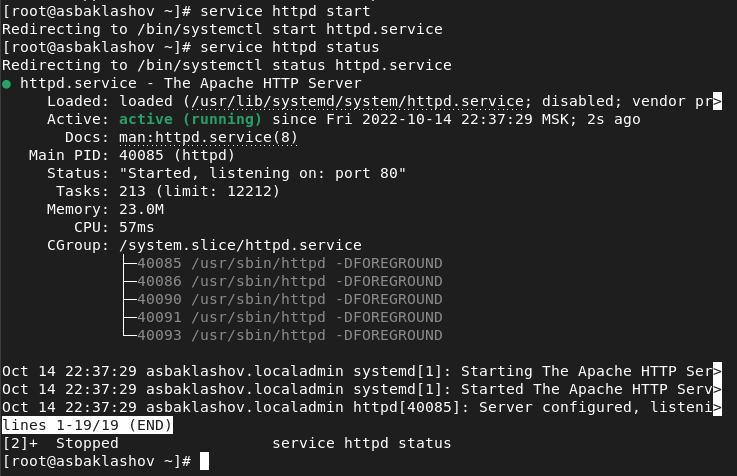 [root@asbaklashov ~]# service httpd start
Redirecting to /bin/systemctl start httpd.service
[root@asbaklashov ~]# service httpd status
Redirecting to /bin/systemctl status httpd.service
● httpd.service - The Apache HTTP Server
     Loaded: loaded (/usr/lib/systemd/system/httpd.service; disabled; vendor pr>
     Active: active (running) since Fri 2022-10-14 22:37:29 MSK; 2s ago
       Docs: man:httpd.service(8)
   Main PID: 40085 (httpd)
     Status: "Started, listening on: port 80"
      Tasks: 213 (limit: 12212)
     Memory: 23.0M
        CPU: 57ms
     CGroup: /system.slice/httpd.service
             ├─40085 /usr/sbin/httpd -DFOREGROUND
             ├─40086 /usr/sbin/httpd -DFOREGROUND
             ├─40090 /usr/sbin/httpd -DFOREGROUND
             ├─40091 /usr/sbin/httpd -DFOREGROUND
             └─40093 /usr/sbin/httpd -DFOREGROUND

Oct 14 22:37:29 asbaklashov.localadmin systemd[1]: Starting The Apache HTTP Ser>
Oct 14 22:37:29 asbaklashov.localadmin systemd[1]: Started The Apache HTTP Serv>
Oct 14 22:37:29 asbaklashov.localadmin httpd[40085]: Server configured, listeni>
lines 1-19/19 (END)
[2]+  Stopped                 service httpd status
[root@asbaklashov ~]#